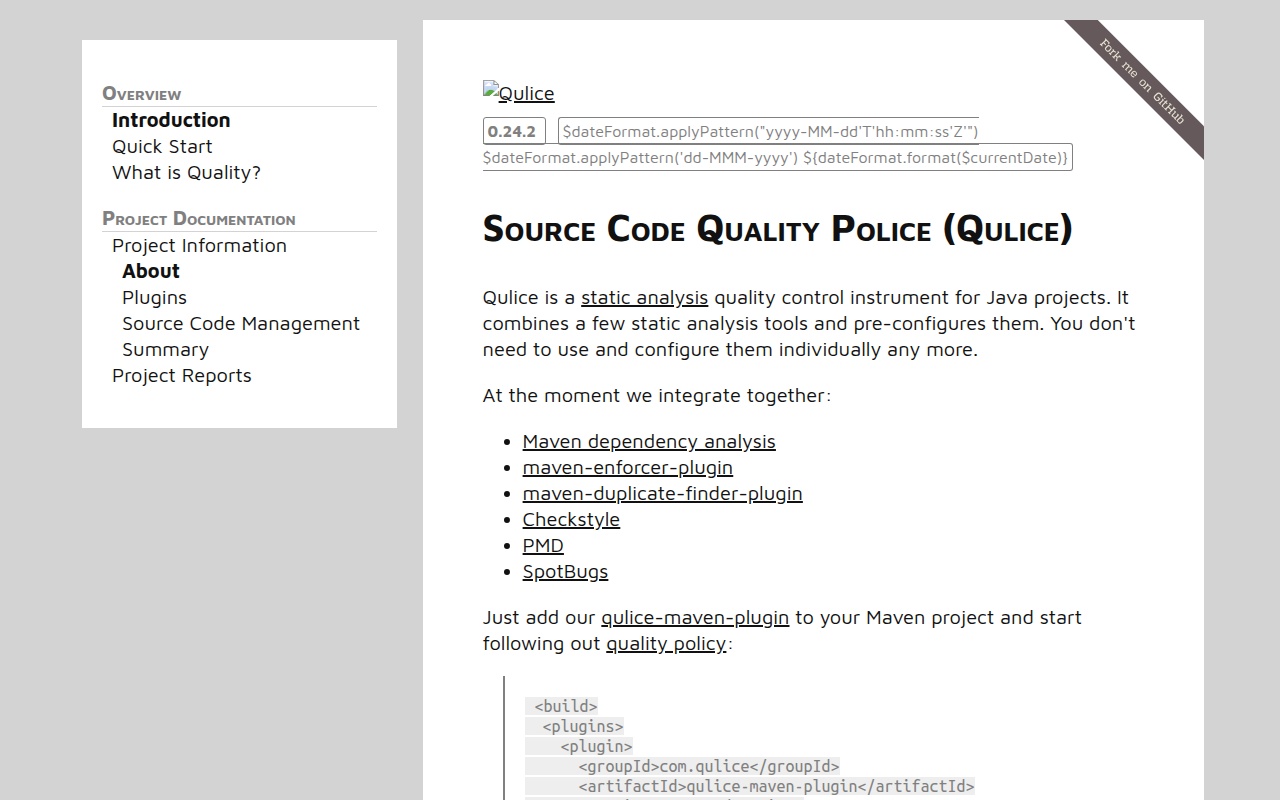 Overview
Introduction
Quick Start
What is Quality?
Project Documentation
Project Information
About
Plugins
Source Code Management
Summary
Project Reports
Fork me on GitHub
Qulice
0.24.2 $dateFormat.applyPattern("yyyy-MM-dd'T'hh:mm:ss'Z'")
$dateFormat.applyPattern('dd-MMM-yyyy') ${dateFormat.format($currentDate)}
Source Code Quality Police (Qulice)
Qulice is a static analysis quality control instrument for Java projects. It
combines a few static analysis tools and pre-configures them. You don't
need to use and configure them individually any more.
At the moment we integrate together:
Maven dependency analysis
maven-enforcer-plugin
maven-duplicate-finder-plugin
Checkstyle
PMD
SpotBugs
Just add our qulice-maven-plugin to your Maven project and start
following out quality policy:
<build>
<plugins>
<plugin>
<groupId>com.qulice</groupId>
<artifactId>qulice-maven-plugin</artifactId>